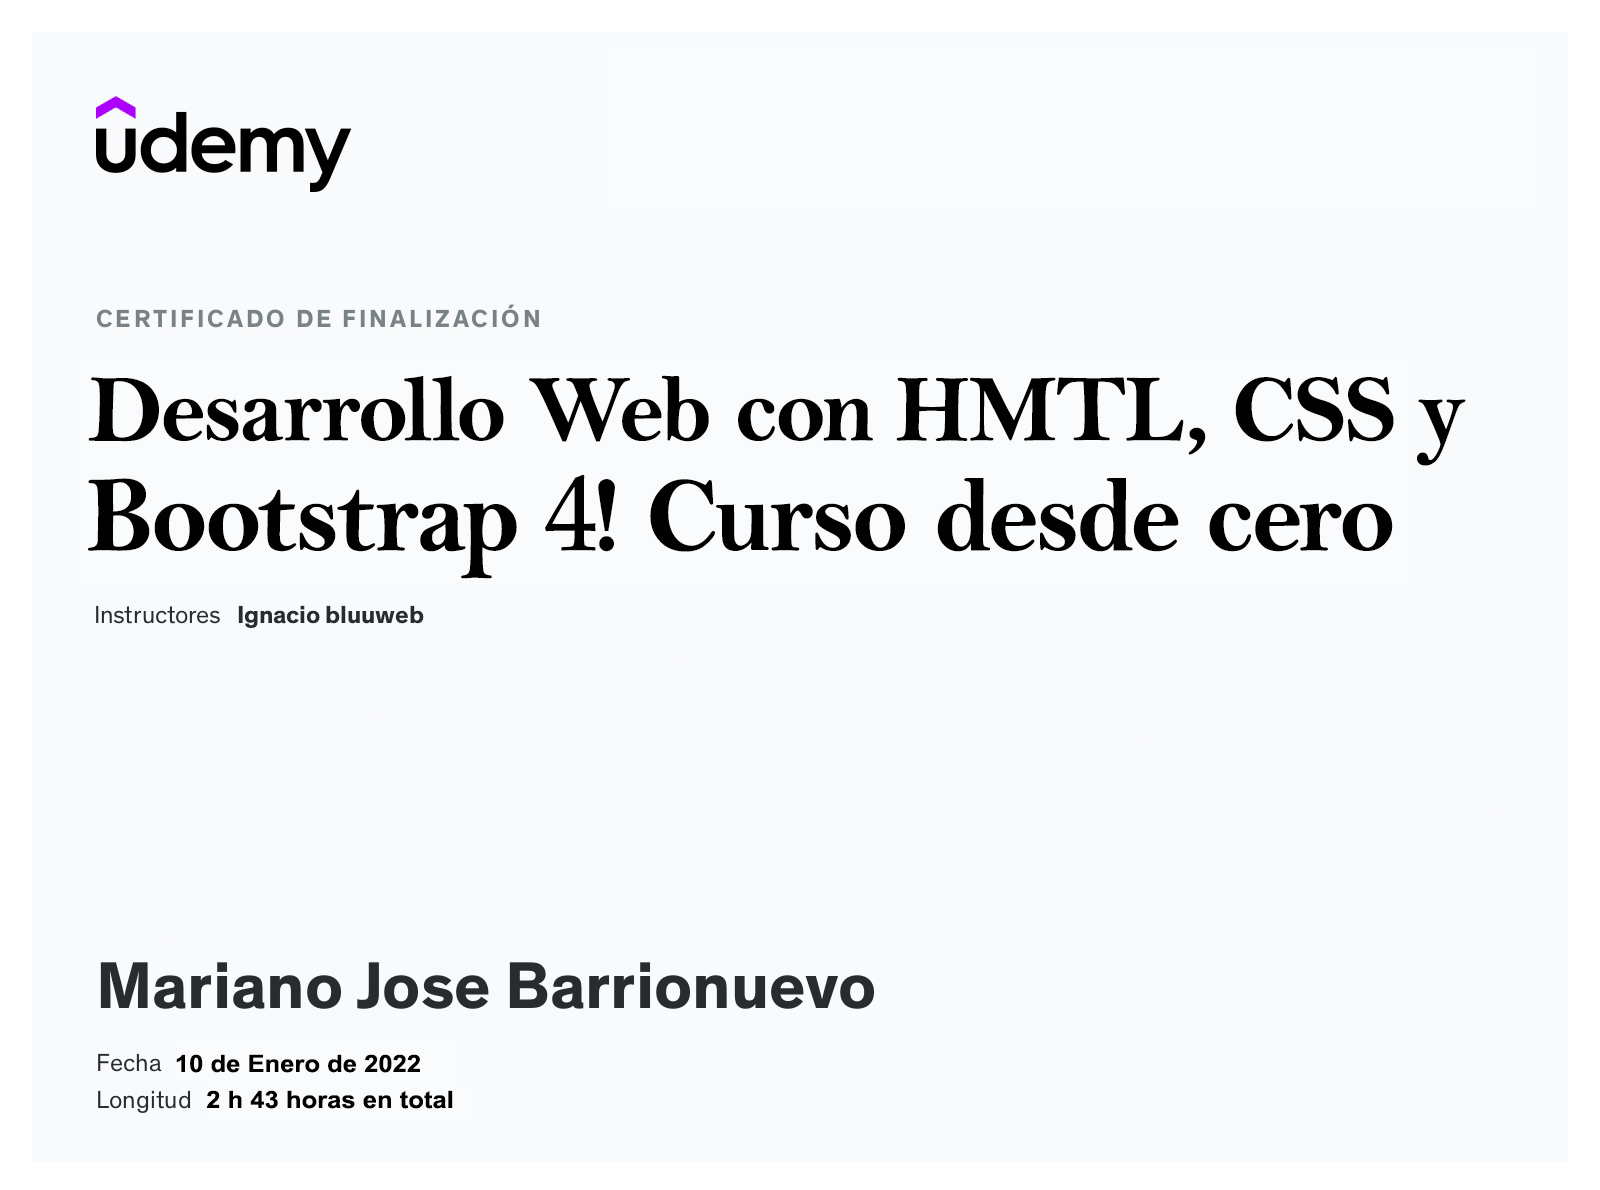 udemy
CERTIFICADO DE FINALIZACIÓN
Desarrollo Web con HMTL, CSS y
Bootstrap 4! Curso desde cero
Instructores Ignacio bluuweb
Mariano Jose Barrionuevo
Fecha 10 de Enero de 2022
Longitud 2 h 43 horas en total